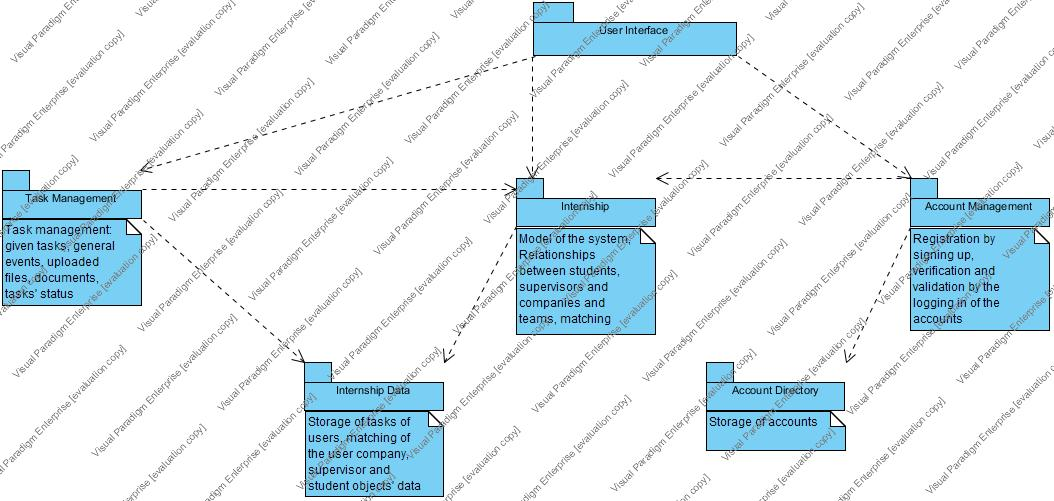 User Interface
Task Management
Task management:
given tasks, general
events, uploaded
files, documents,
tasks' status
Internship
Model of the system.
Relationships
between students,
supervisors and
companies and
teams, matching
Account Management
Registration by
signing up,
verification and
validation by the
logging in of the
accounts
Internship Data
Storage of tasks of
users, matching of
the user company,
supervisor and
student objects' data
Account Directory
Storage of accounts
Visual Paradigm Enterprise [evaluation copy]